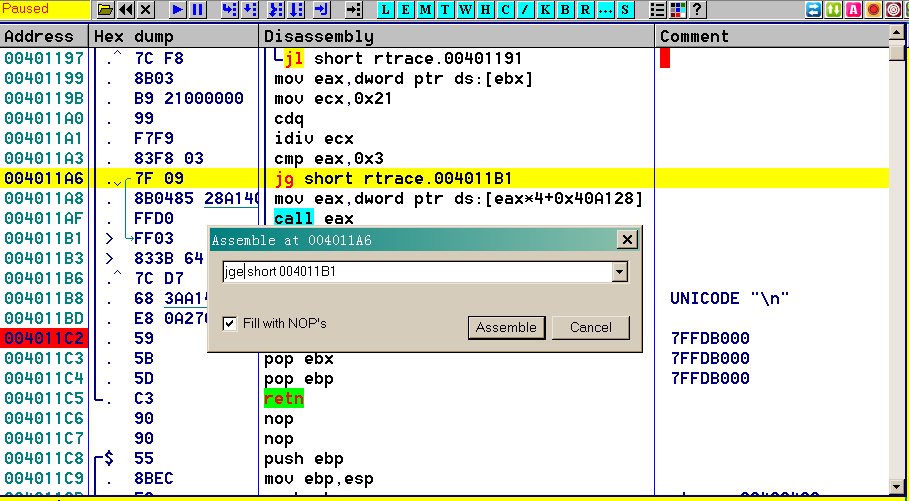 Paused L E M T W H C / K B R ... S ?
Address Hex dump Disassembly Comment
00401197 .^ 7C F8 jl short rtrace.00401191
00401199 . 8B03 mov eax,dword ptr ds:[ebx]
0040119B . B9 21000000 mov ecx,0x21
004011A0 . 99 cdq
004011A1 . F7F9 idiv ecx
004011A3 . 83F8 03 cmp eax,0x3
004011A6 .v 7F 09 jg short rtrace.004011B1
004011A8 . 8B0485 28A140 mov eax,dword ptr ds:[eax*4+0x40A128]
004011AF . FFD0 call eax
004011B1 > FF03
004011B3 > 833B 64
004011B6 .^ 7C D7
004011B8 . 68 3AA14 UNICODE "\n"
004011BD . E8 0A270
004011C2 . 59 7FFDB000
004011C3 . 5B pop ebx 7FFDB000
004011C4 . 5D pop ebp 7FFDB000
004011C5 . C3 retn
004011C6 90 nop
004011C7 90 nop
004011C8 $ 55 push ebp
004011C9 . 8BEC mov ebp,esp
Assemble at 004011A6
jge short 004011B1
Fill with NOP's
Assemble Cancel